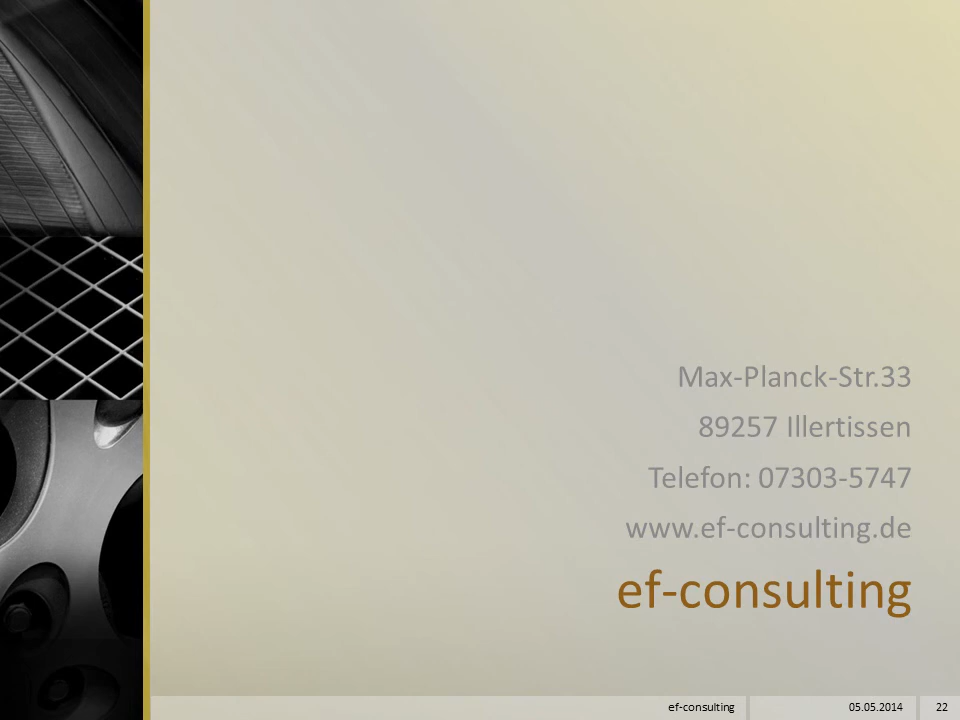 Max-Planck-Str.33
89257 Illertissen
Telefon: 07303-5747
www.ef-consulting.de
ef-consulting
ef-consulting 05.05.2014 22